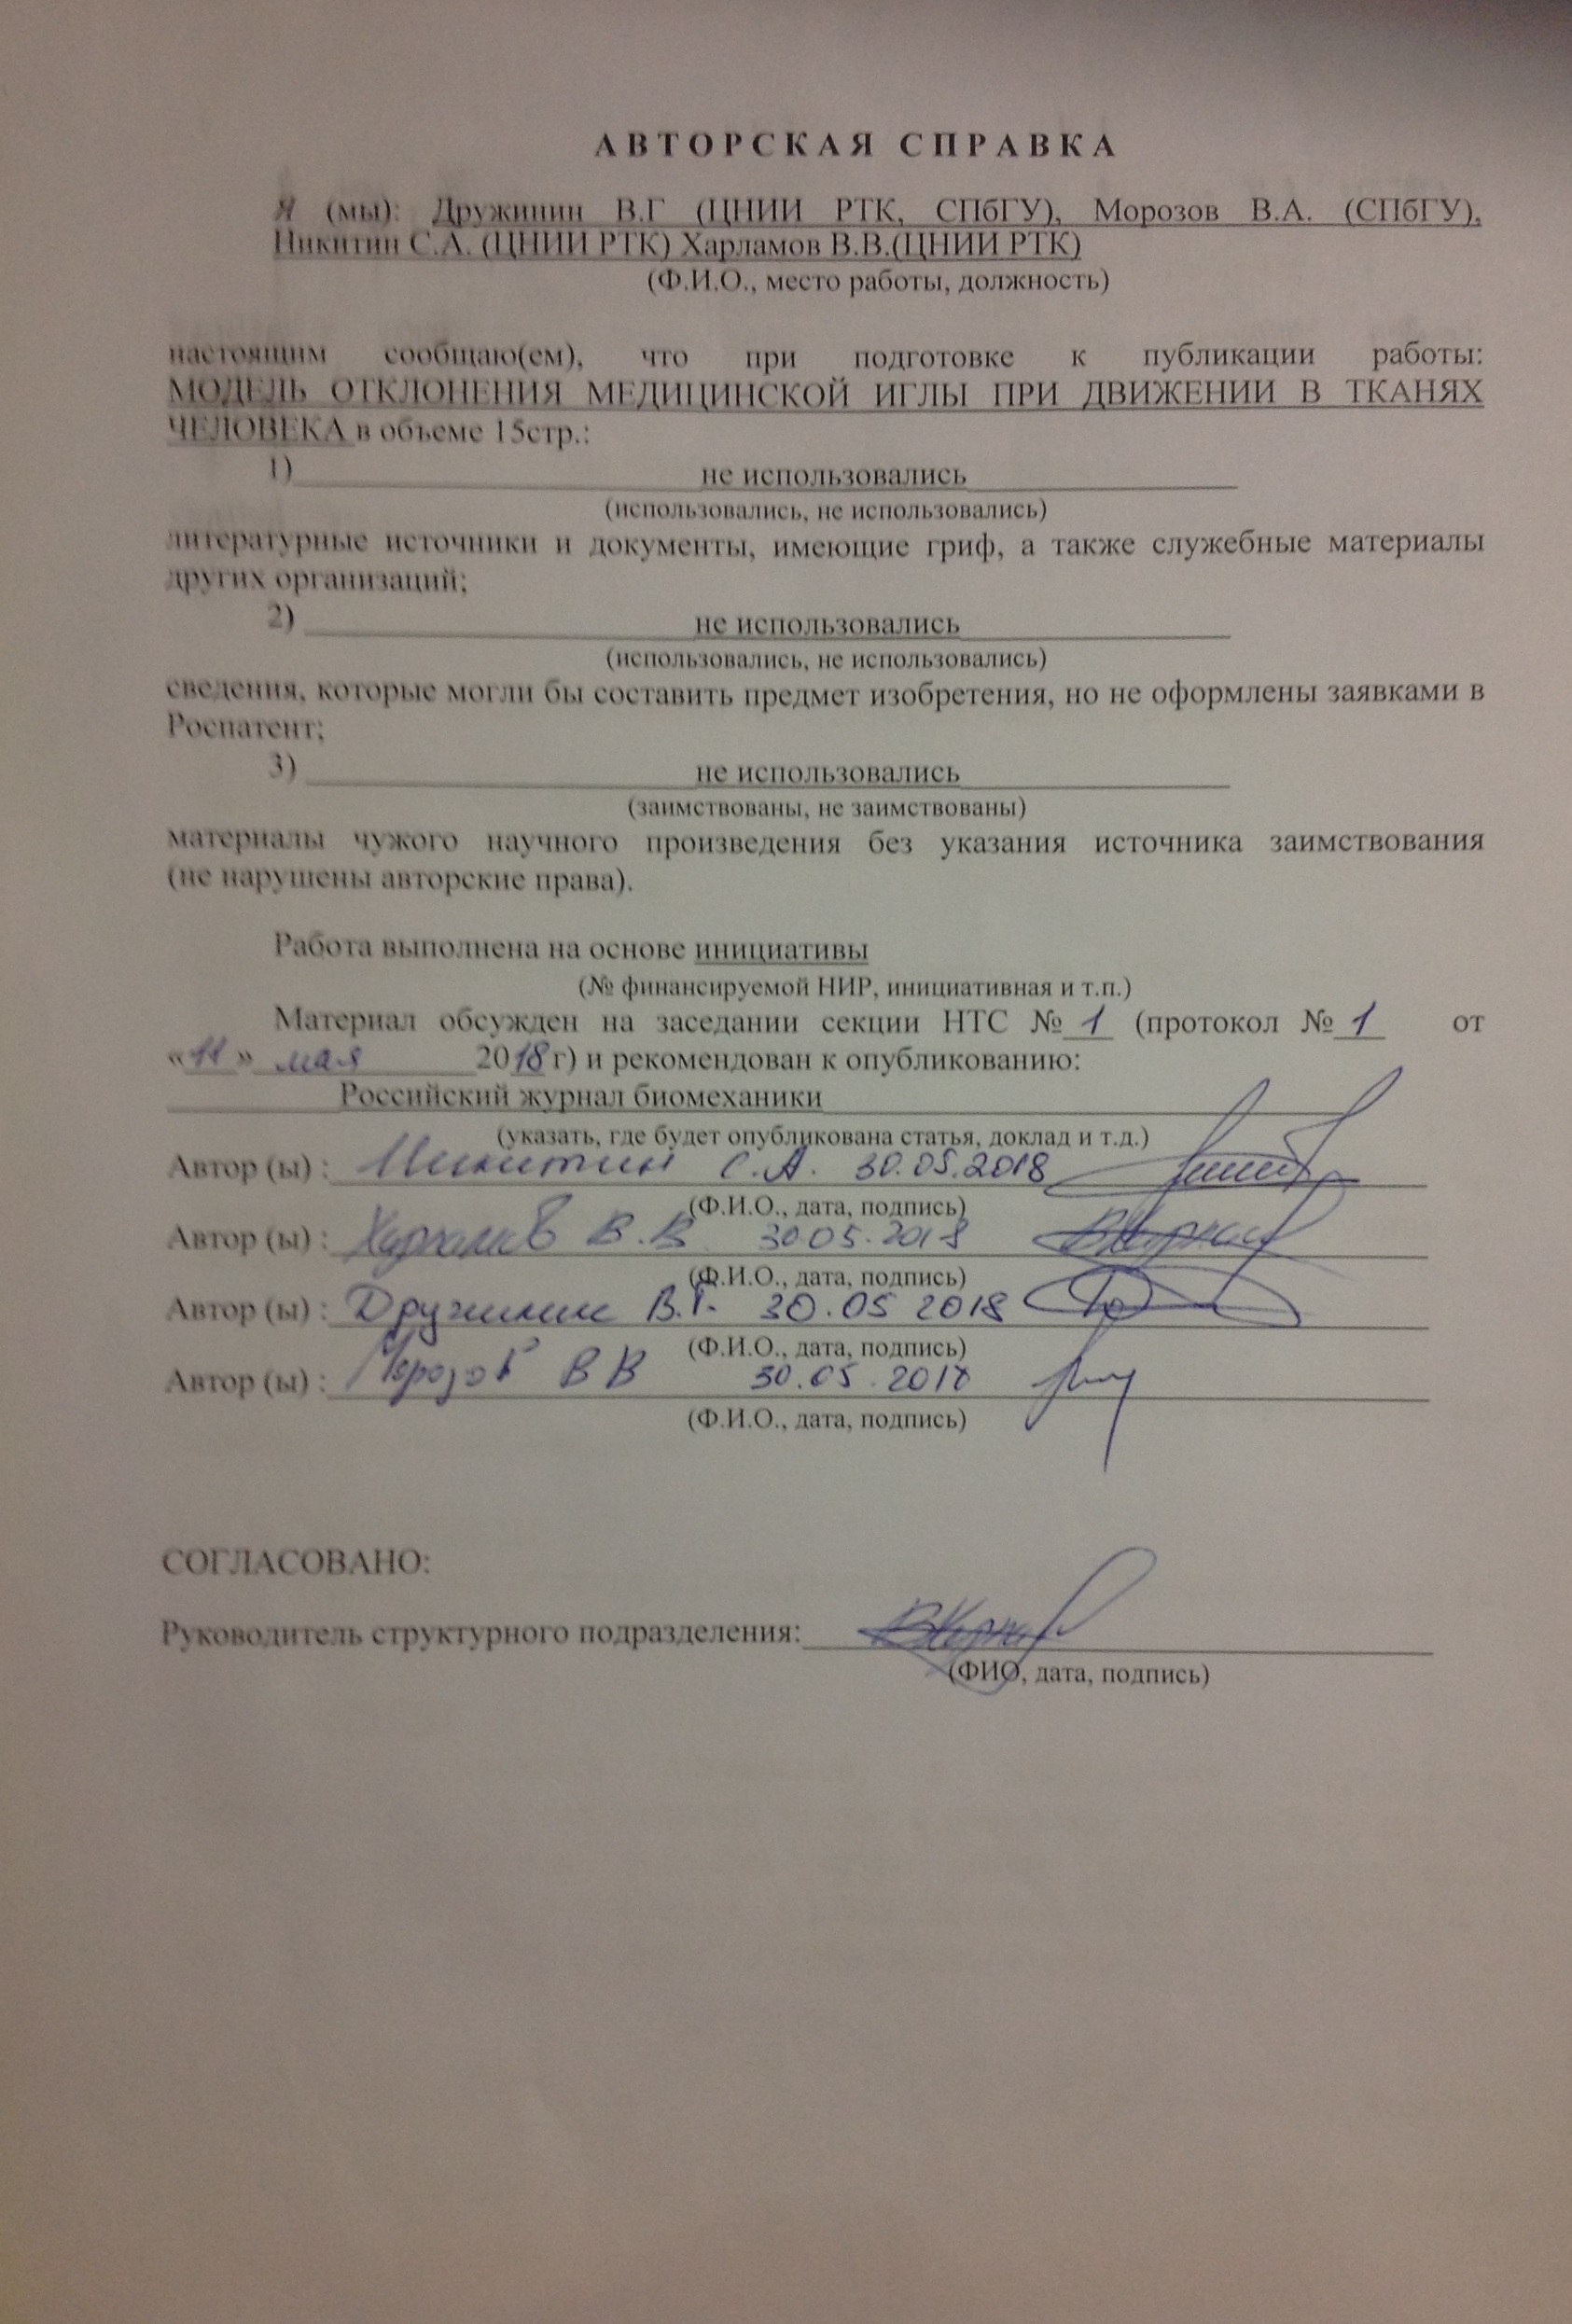 АВТОРСКАЯ СПРАВКА
Я (мы): Дружинин В.Г (ЦНИИ РТК, СПбГУ), Морозов В.А. (СПбГУ),
Никитин С.А. (ЦНИИ РТК) Харламов В.В.(ЦНИИ РТК)
(Ф.И.О., место работы, должность)
настоящим сообщаю(ем), что при подготовке к публикации работы:
МОДЕЛЬ ОТКЛОНЕНИЯ МЕДИЦИНСКОЙ ИГЛЫ ПРИ ДВИЖЕНИИ В ТКАНЯХ
ЧЕЛОВЕКА в объеме 15стр.:
1) не использовались
(использовались, не использовались)
литературные источники и документы, имеющие гриф, а также служебные материалы
других организаций;
2) не использовались
(использовались, не использовались)
сведения, которые могли бы составить предмет изобретения, но не оформлены заявками в
Роспатент;
3) не использовались
(заимствованы, не заимствованы)
материалы чужого научного произведения без указания источника заимствования
(не нарушены авторские права).
Работа выполнена на основе инициативы
(№ финансируемой НИР, инициативная и т.п.)
Материал обсужден на заседании секции НТС № 1 (протокол № 1 от
«11» мая 2018 г) и рекомендован к опубликованию:
Российский журнал биомеханики
(указать, где будет опубликована статья, доклад и т.д.)
Автор (ы) : Никитин С.А. 30.05.2018
(Ф.И.О., дата, подпись)
Автор (ы) : Харламов В.В 30.05.2018
(Ф.И.О., дата, подпись)
Автор (ы) : Дружинин В.Г. 30.05 2018
(Ф.И.О., дата, подпись)
Автор (ы) : Морозов В В 30.05.2018
(Ф.И.О., дата, подпись)
СОГЛАСОВАНО:
Руководитель структурного подразделения:
(ФИО, дата, подпись)